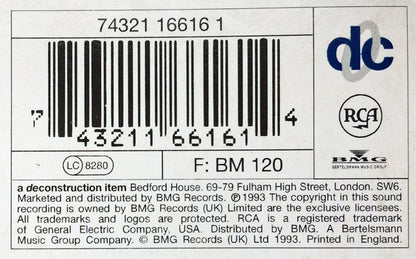 74321 16616 1
dc
7 43211 66161 4
RCA
BMG
BERTELSMANN MUSIC GROUP
LC 8280
F: BM 120
a deconstruction item Bedford House. 69-79 Fulham High Street, London. SW6.
Marketed and distributed by BMG Records. ℗ 1993 The copyright in this sound
recording is owned by BMG Records (UK) Limited are exclusively licensed.
All trademarks and logos are protected. RCA is a registered trademark
of General Electric Company, USA. Distributed by BMG. A Bertelsmann
Music Group Company. © BMG Records (UK) Ltd 1993. Printed in England.